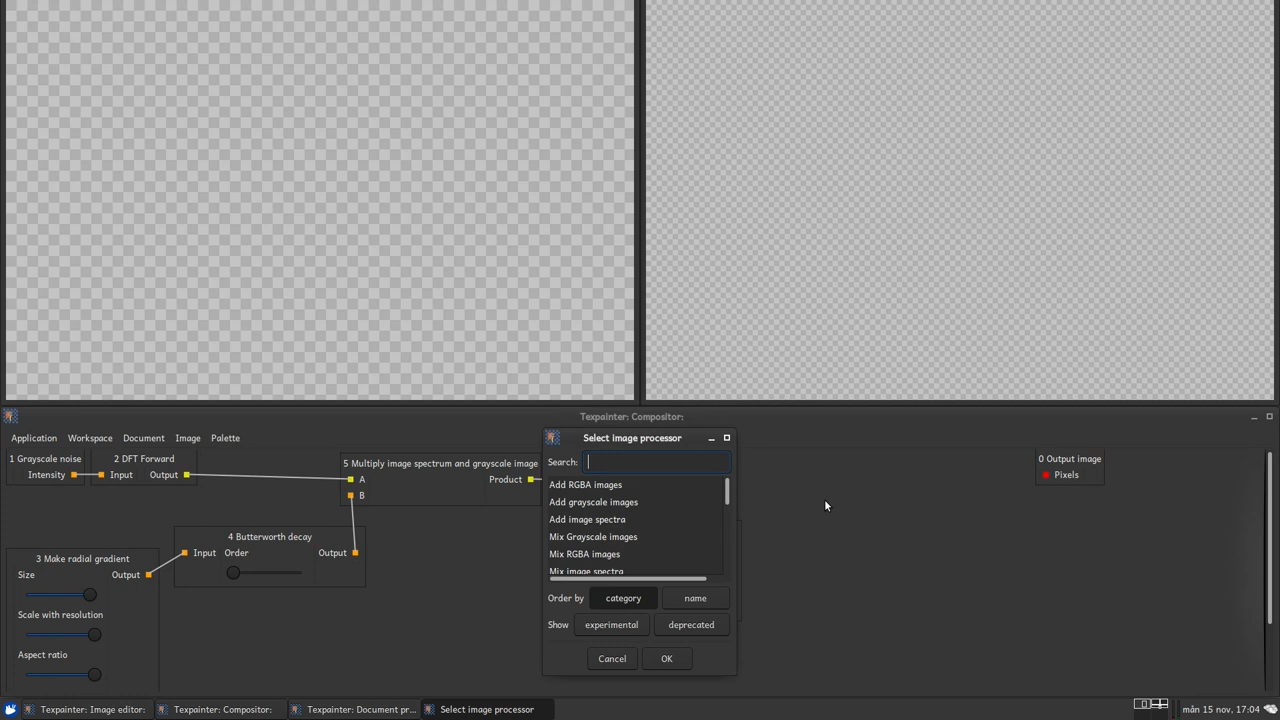 Texpainter: Compositor:
Application Workspace Document Image Palette
1 Grayscale noise
Intensity
2 DFT Forward
Input Output
5 Multiply image spectrum and grayscale image
A
B
Product
4 Butterworth decay
Input Order Output
3 Make radial gradient
Size
Output
Scale with resolution
Aspect ratio
Select image processor
Search:
Add RGBA images
Add grayscale images
Add image spectra
Mix Grayscale images
Mix RGBA images
Mix image spectra
Order by category name
Show experimental deprecated
Cancel OK
0 Output image
Pixels
Texpainter: Image editor:
Texpainter: Compositor:
Texpainter: Document pr...
Select image processor
mån 15 nov, 17:04